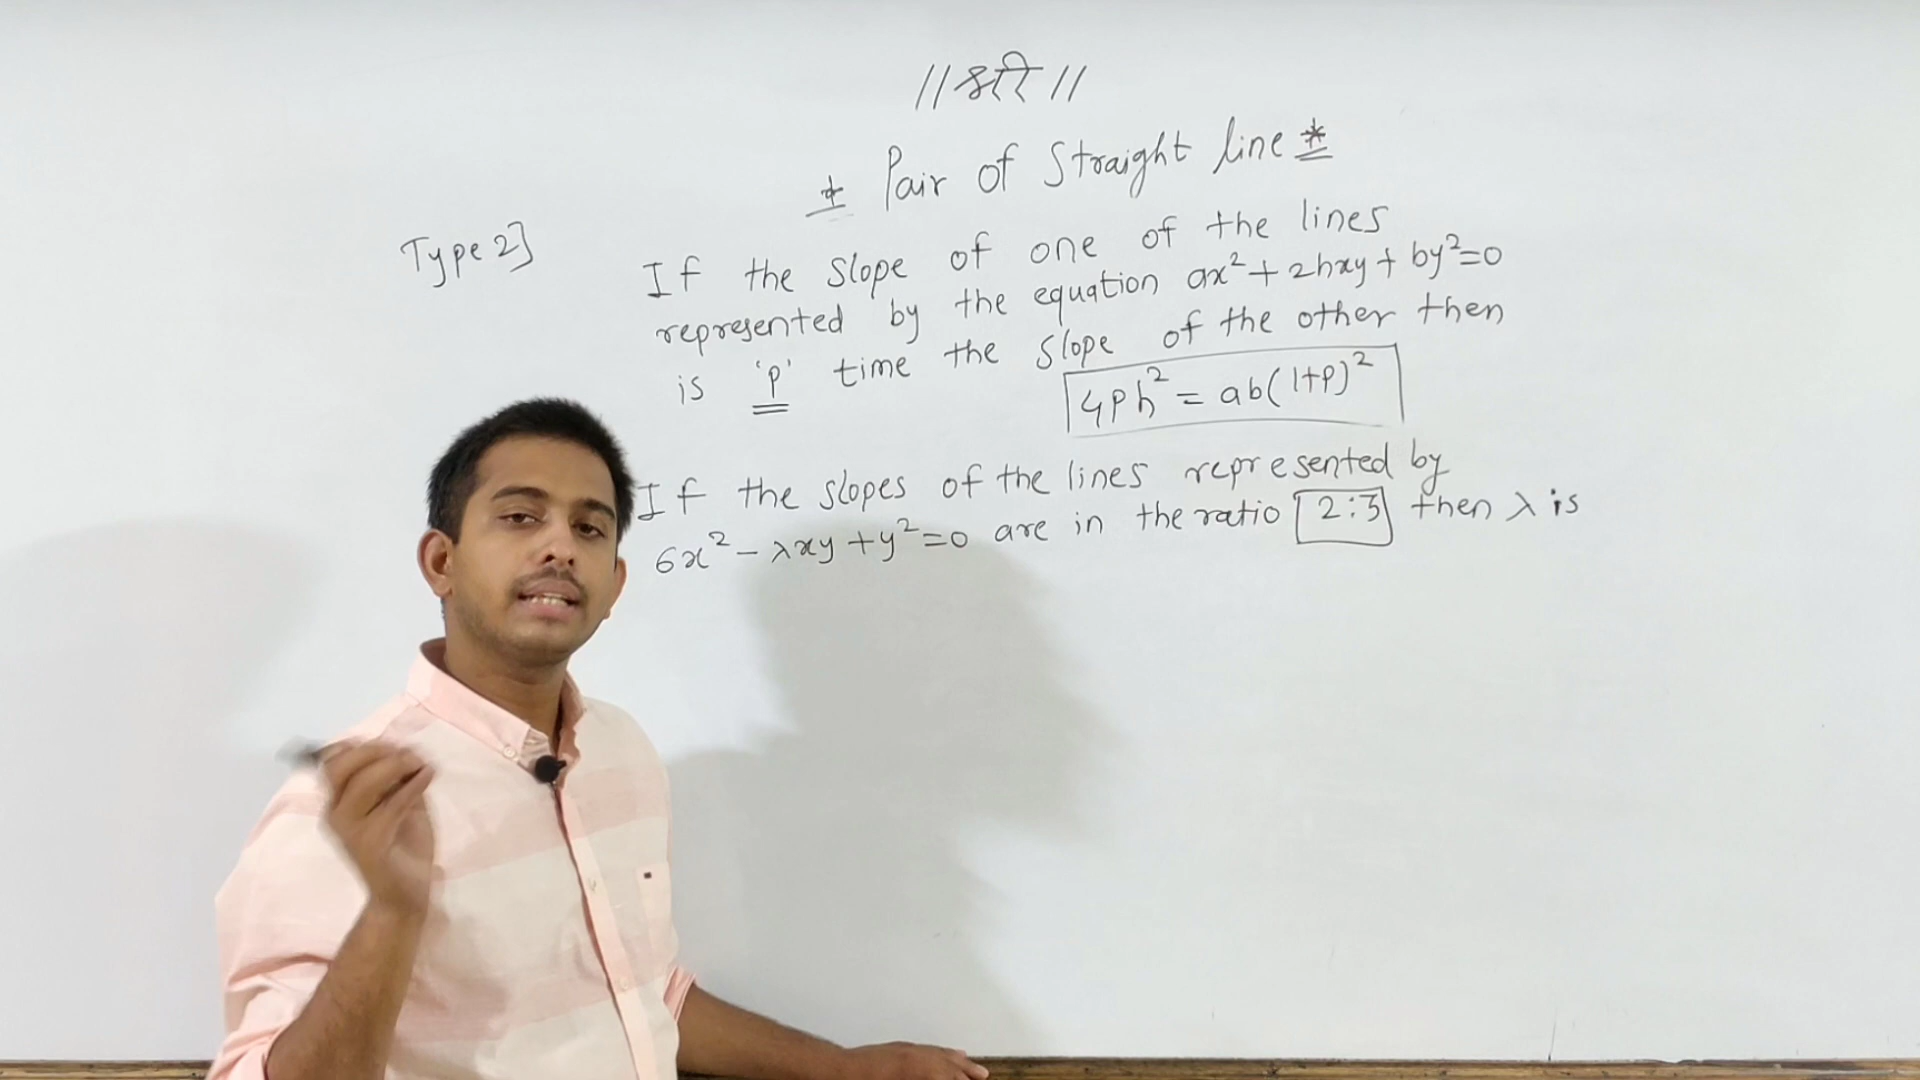 ||श्री||
* Pair of Straight line *
Type 2]
If the slope of one of the lines
represented by the equation ax²+2hxy+by²=0
is 'p' time the slope of the other then
4ph² = ab(1+p)²
If the slopes of the lines represented by
6x²-λxy+y²=0 are in the ratio 2:3 then λ is